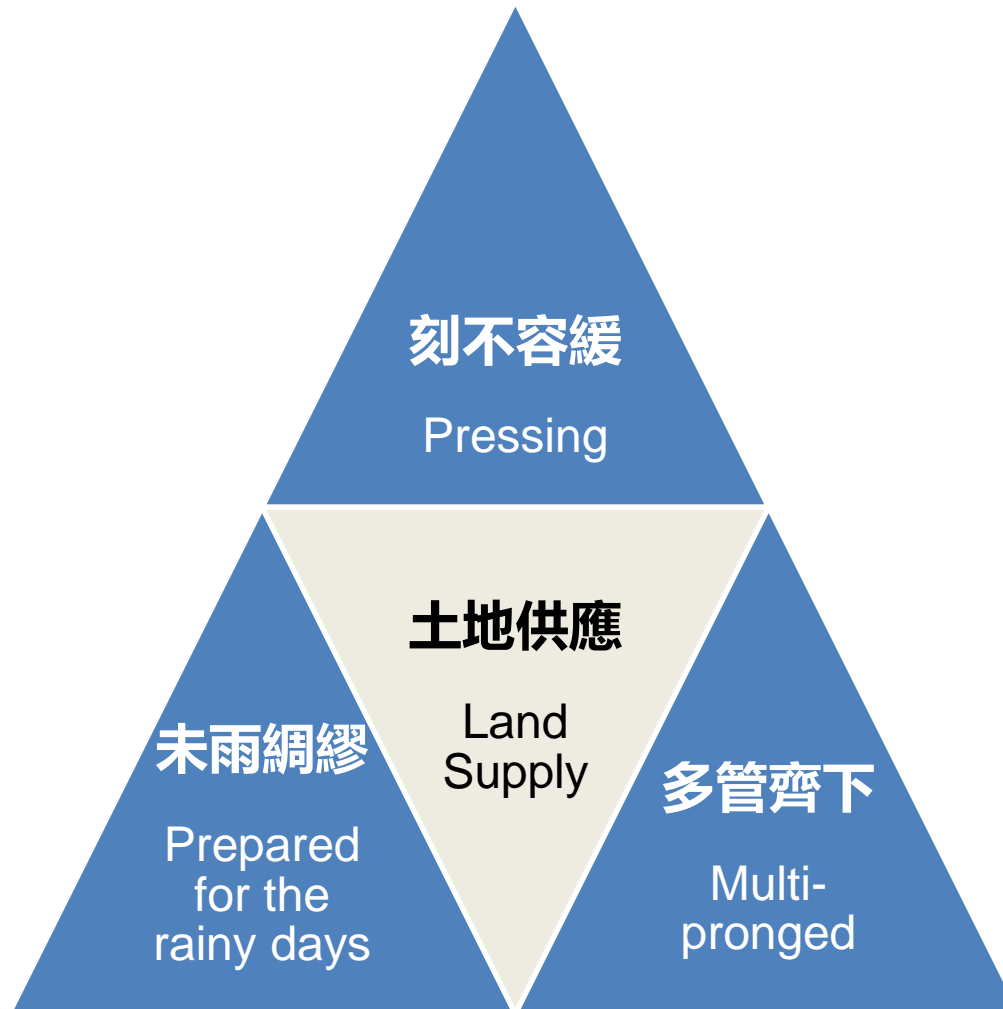 刻不容緩
Pressing
土地供應
Land
Supply
未雨綢繆
Prepared
for the
rainy days
多管齊下
Multi-
pronged